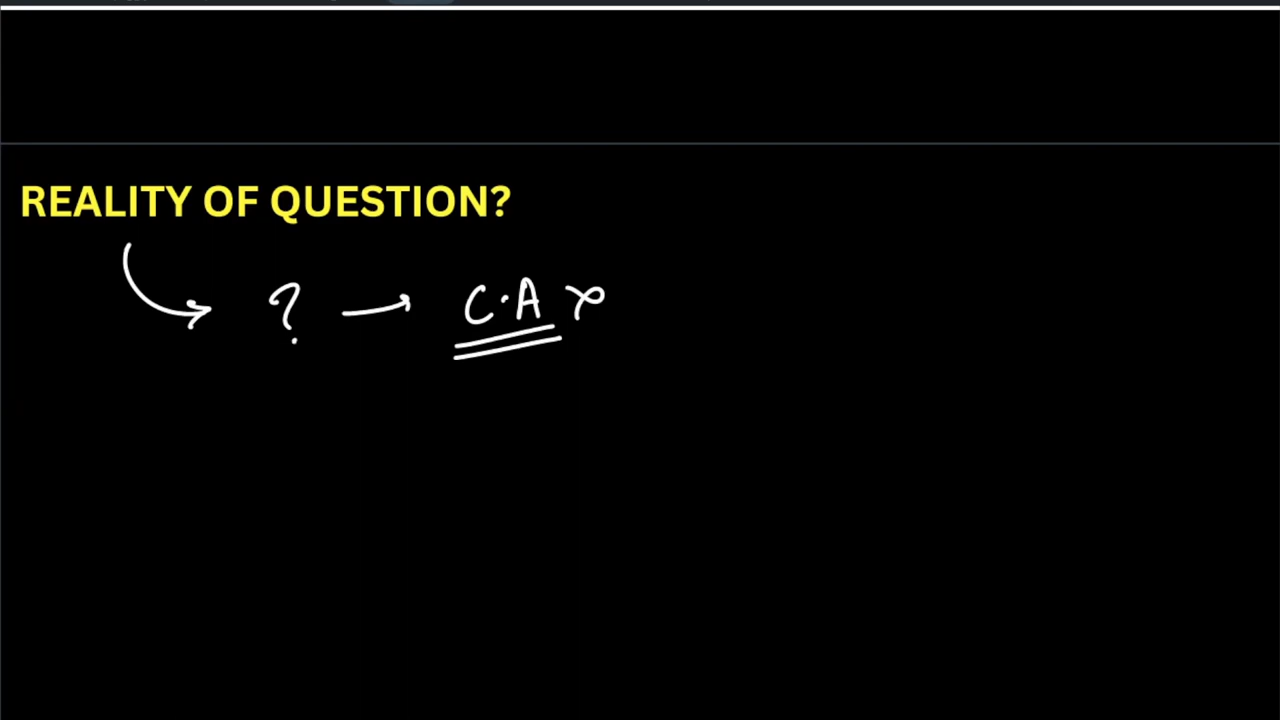 REALITY OF QUESTION?
? → C.A